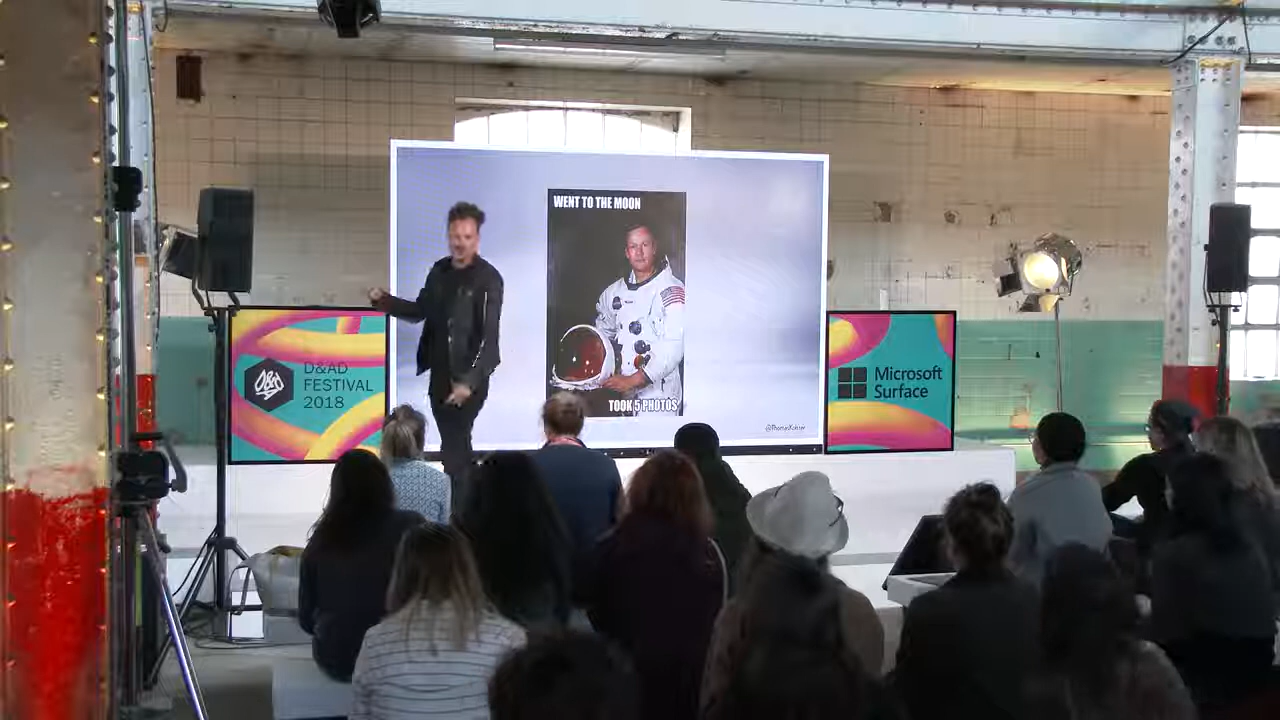 WENT TO THE MOON
TOOK 5 PHOTOS
D&AD
FESTIVAL
2018
Microsoft
Surface